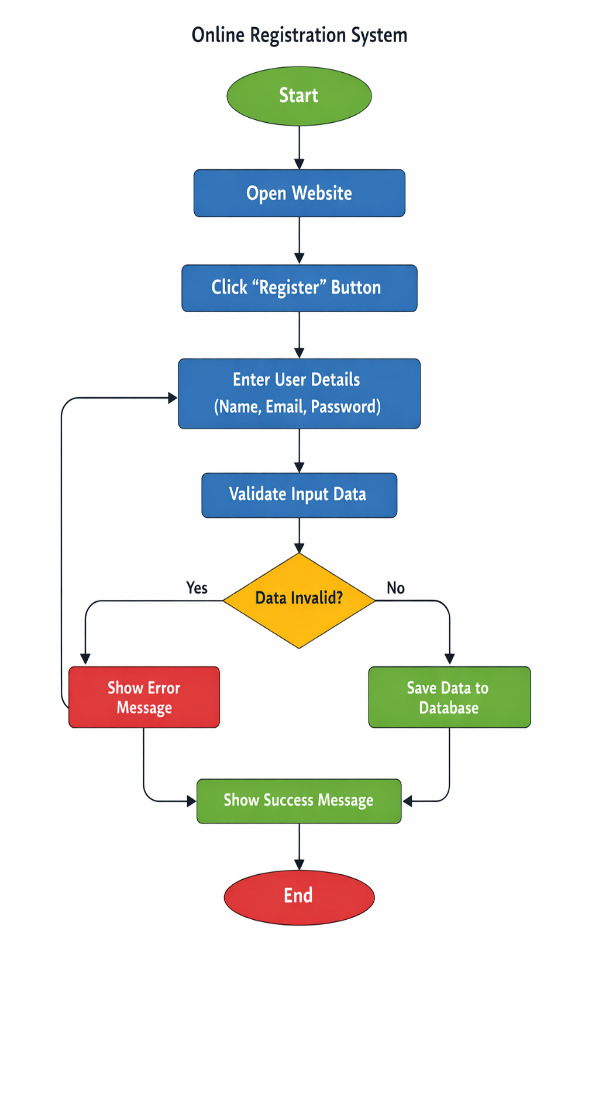 Online Registration System
Start
Open Website
Click “Register” Button
Enter User Details
(Name, Email, Password)
Validate Input Data
Data Invalid?
Yes
No
Show Error
Message
Save Data to
Database
Show Success Message
End